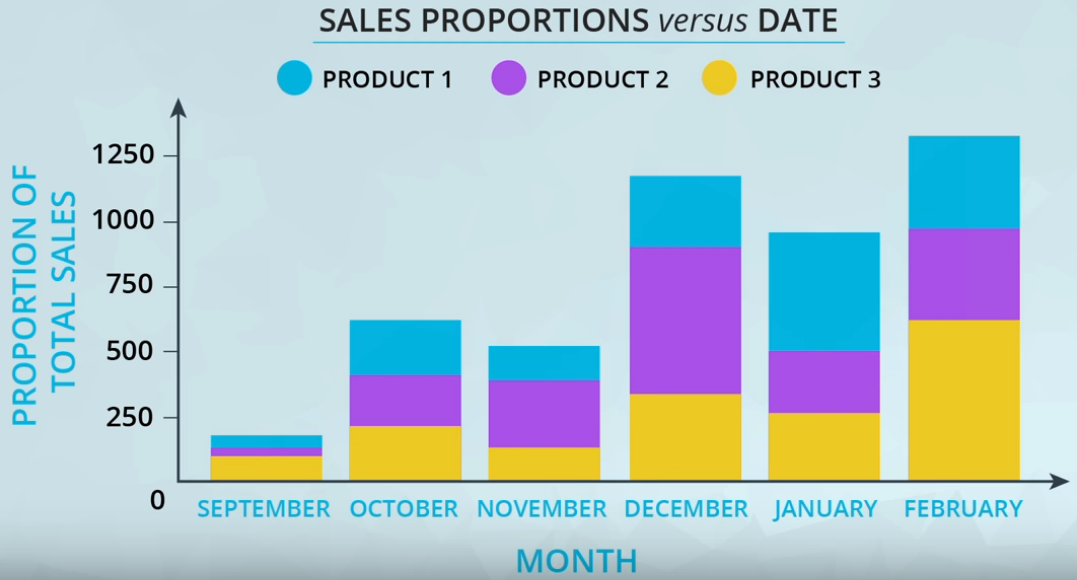 SALES PROPORTIONS versus DATE
PRODUCT 1 PRODUCT 2 PRODUCT 3
PROPORTION OF
TOTAL SALES
1250
1000
750
500
250
0
SEPTEMBER OCTOBER NOVEMBER DECEMBER JANUARY FEBRUARY
MONTH